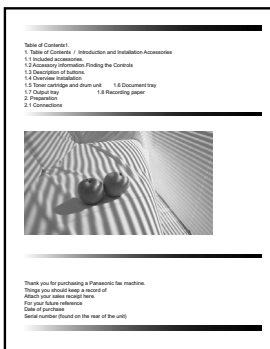 Table of Contents1.
1. Table of Contents / Introduction and Installation Accessories
1.1 Included accessories.
1.2 Accessory information.Finding the Controls
1.3 Description of buttons.
1.4 Overview Installation
1.5 Toner cartridge and drum unit 1.6 Document tray
1.7 Output tray 1.8 Recording paper
2. Preparation
2.1 Connections
Thank you for purchasing a Panasonic fax machine.
Things you should keep a record of
Attach your sales receipt here.
For your future reference
Date of purchase
Serial number (found on the rear of the unit)